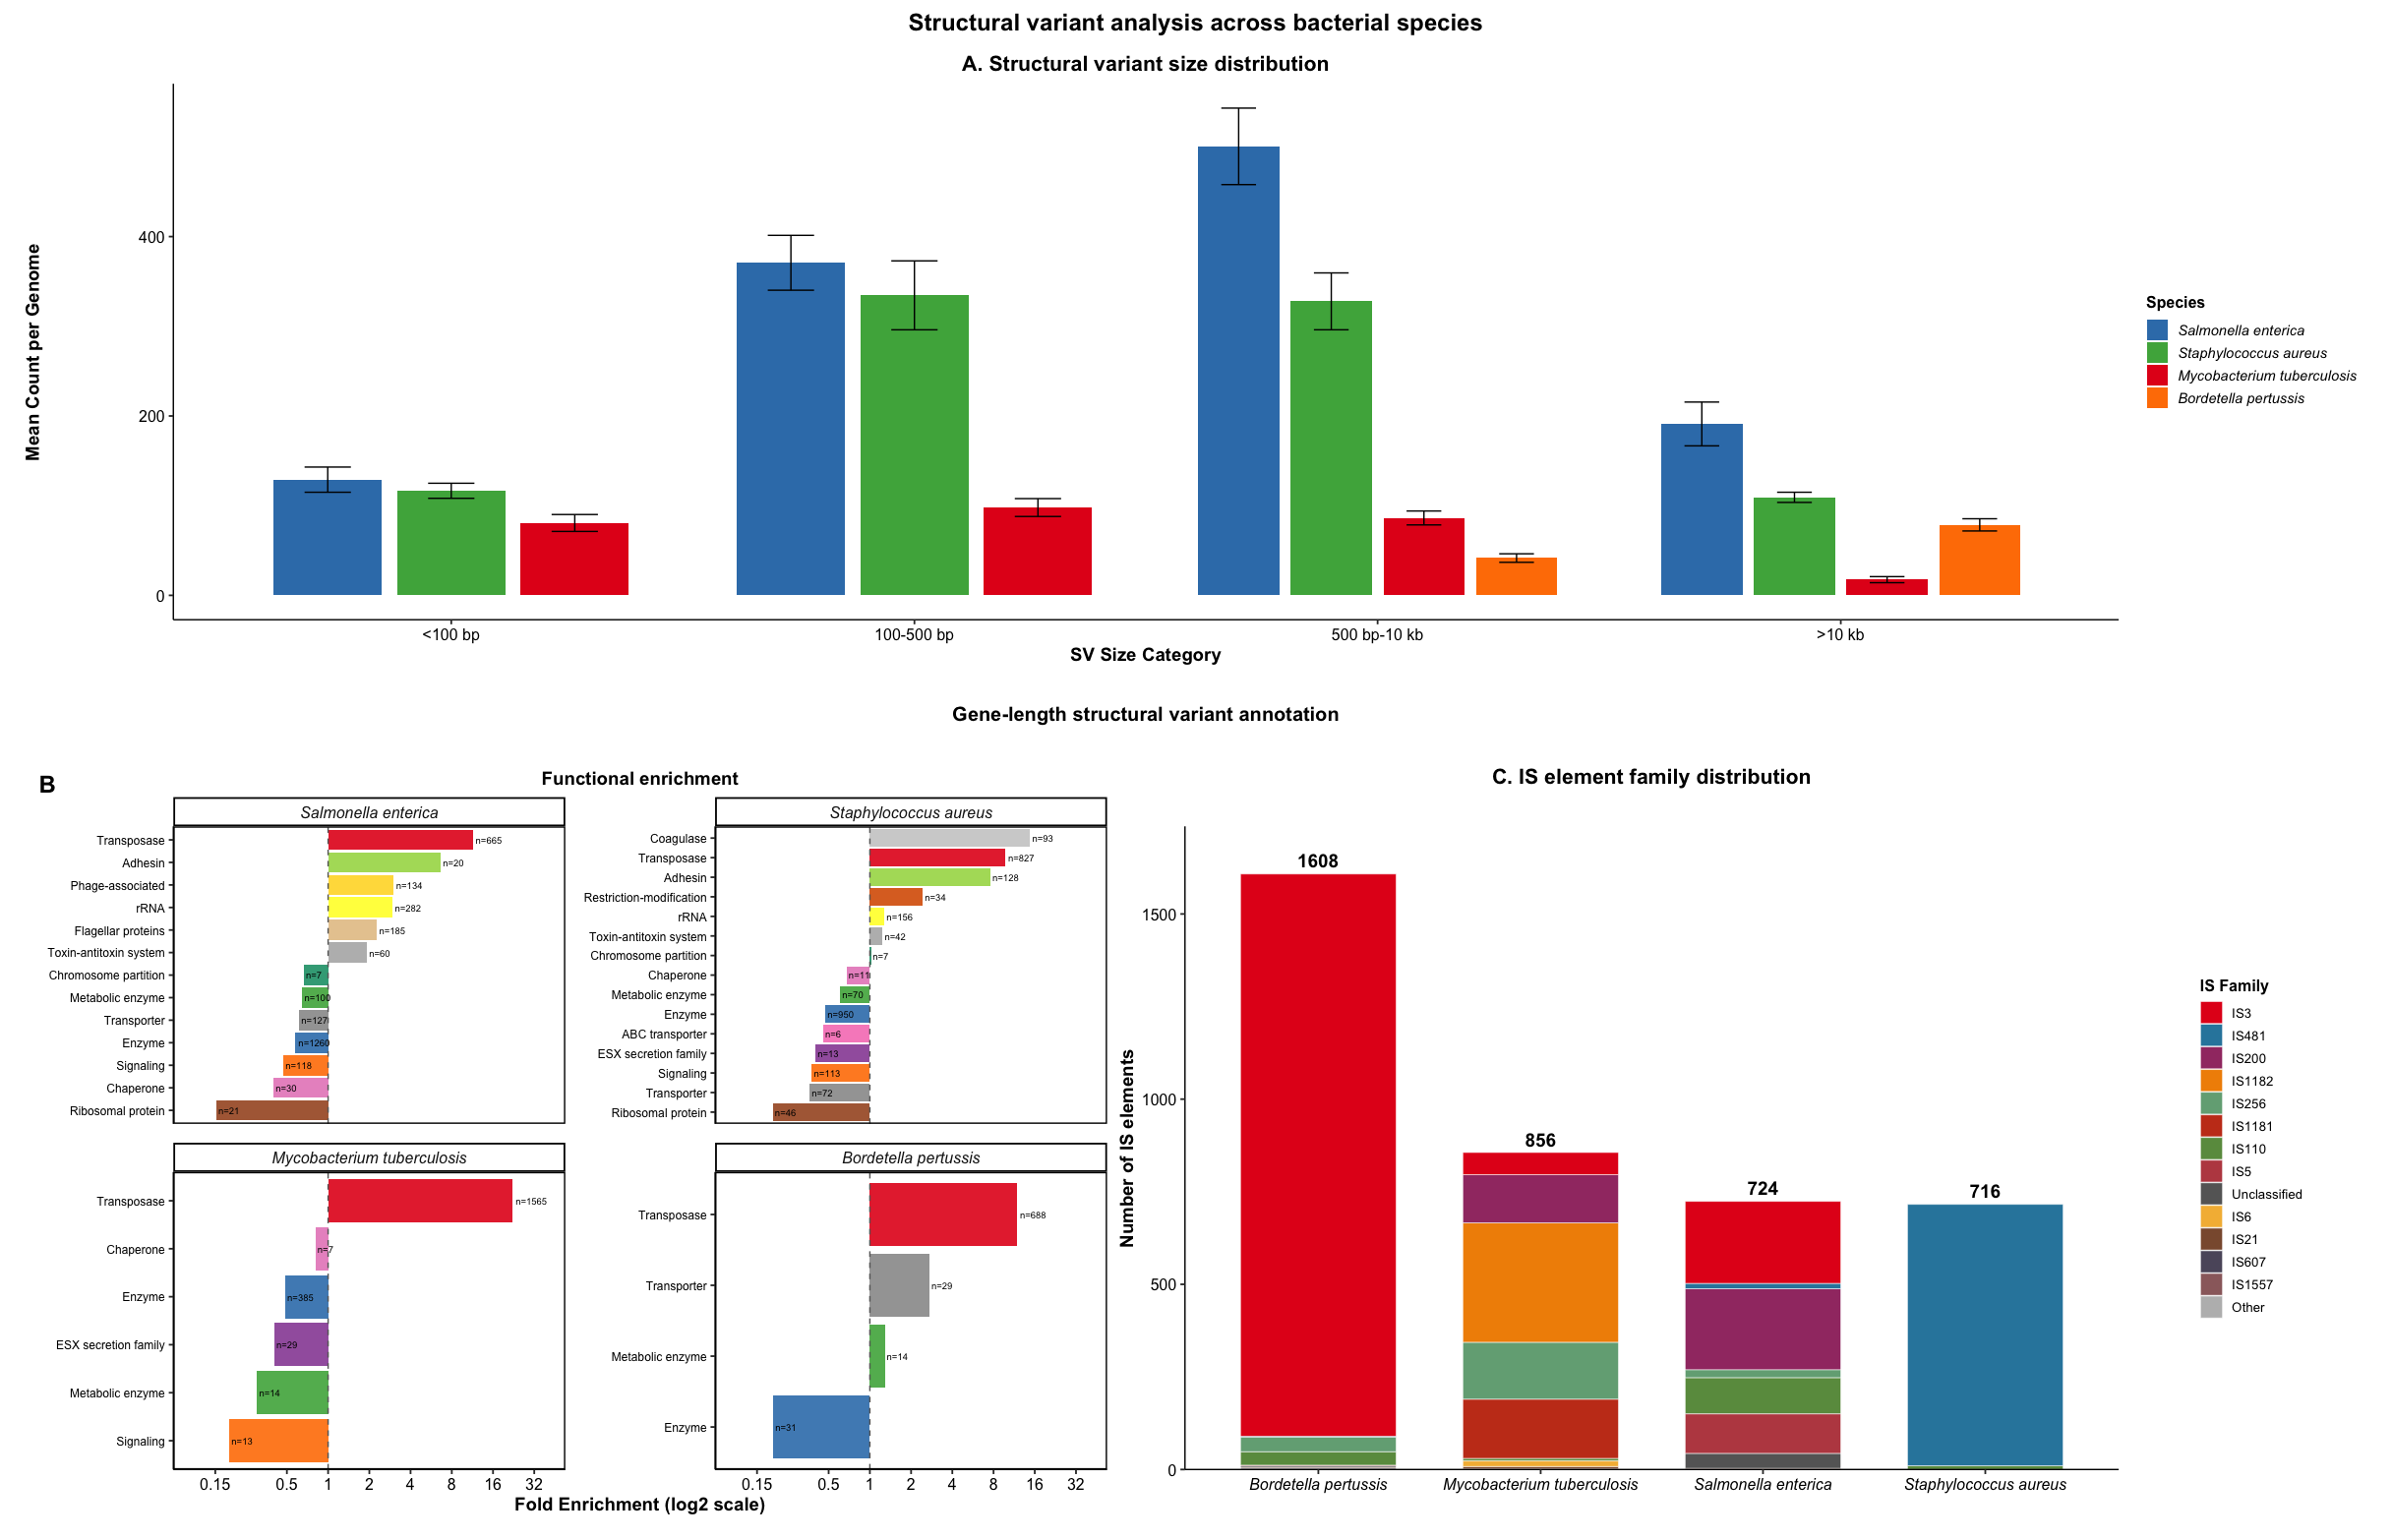 Structural variant analysis across bacterial species
A. Structural variant size distribution
Mean Count per Genome
400
200
0
<100 bp
100-500 bp
500 bp-10 kb
>10 kb
SV Size Category
Species
Salmonella enterica
Staphylococcus aureus
Mycobacterium tuberculosis
Bordetella pertussis
Gene-length structural variant annotation
B
Functional enrichment
Salmonella enterica
Transposase n=665
Adhesin n=20
Phage-associated n=134
rRNA n=282
Flagellar proteins n=185
Toxin-antitoxin system n=60
Chromosome partition n=7
Metabolic enzyme n=100
Transporter n=127
Enzyme n=1260
Signaling n=118
Chaperone n=30
Ribosomal protein n=21
Staphylococcus aureus
Coagulase n=93
Transposase n=827
Adhesin n=128
Restriction-modification n=34
rRNA n=156
Toxin-antitoxin system n=42
Chromosome partition n=7
Chaperone n=11
Metabolic enzyme n=70
Enzyme n=950
ABC transporter n=6
ESX secretion family n=13
Signaling n=113
Transporter n=72
Ribosomal protein n=46
Mycobacterium tuberculosis
Transposase n=1565
Chaperone n=7
Enzyme n=385
ESX secretion family n=29
Metabolic enzyme n=14
Signaling n=13
0.15 0.5 1 2 4 8 16 32
Bordetella pertussis
Transposase n=688
Transporter n=29
Metabolic enzyme n=14
Enzyme n=31
0.15 0.5 1 2 4 8 16 32
Fold Enrichment (log2 scale)
C. IS element family distribution
Number of IS elements
1500
1000
500
0
1608
856
724
716
Bordetella pertussis
Mycobacterium tuberculosis
Salmonella enterica
Staphylococcus aureus
IS Family
IS3
IS481
IS200
IS1182
IS256
IS1181
IS110
IS5
Unclassified
IS6
IS21
IS607
IS1557
Other